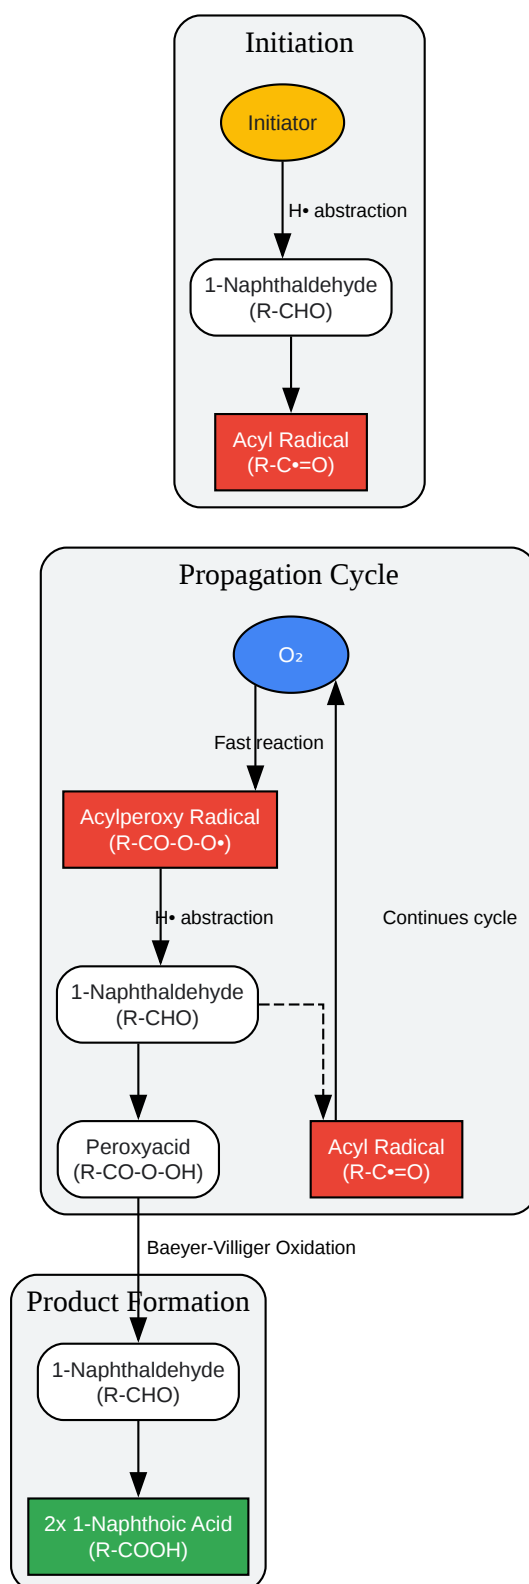 Initiation
Initiator
H• abstraction
1-Naphthaldehyde
(R-CHO)
Acyl Radical
(R-C•=O)
Propagation Cycle
O₂
Fast reaction
Acylperoxy Radical
(R-CO-O-O•)
H• abstraction
Continues cycle
1-Naphthaldehyde
(R-CHO)
Peroxyacid
(R-CO-O-OH)
Acyl Radical
(R-C•=O)
Baeyer-Villiger Oxidation
Product Formation
1-Naphthaldehyde
(R-CHO)
2x 1-Naphthoic Acid
(R-COOH)